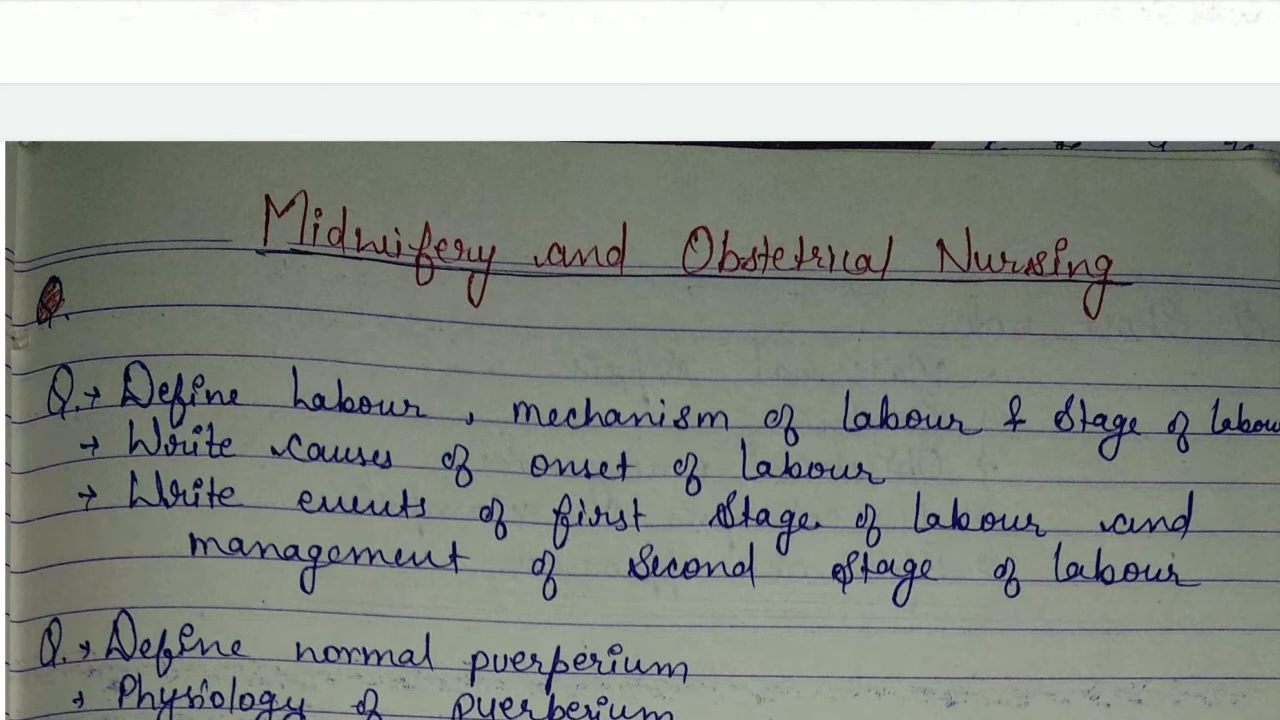 Midwifery and Obstetrical Nursing
Q.
Q.→ Define Labour, mechanism of labour & Stage of labour
→ Write causes of onset of labour
→ Write events of first stage of labour and
management of second stage of labour
Q.→ Define normal puerperium
→ Physiology of puerperium